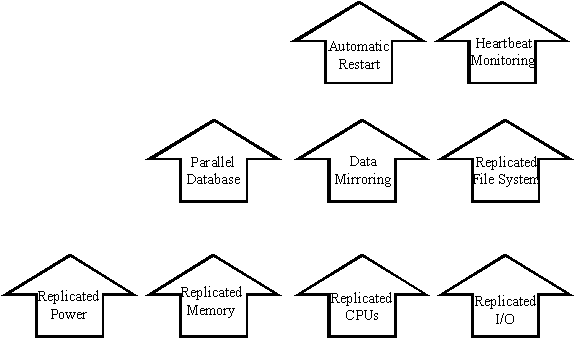 Automatic
Restart
Heartbeat
Monitoring
Parallel
Database
Data
Mirroring
Replicated
File System
Replicated
Power
Replicated
Memory
Replicated
CPUs
Replicated
I/O